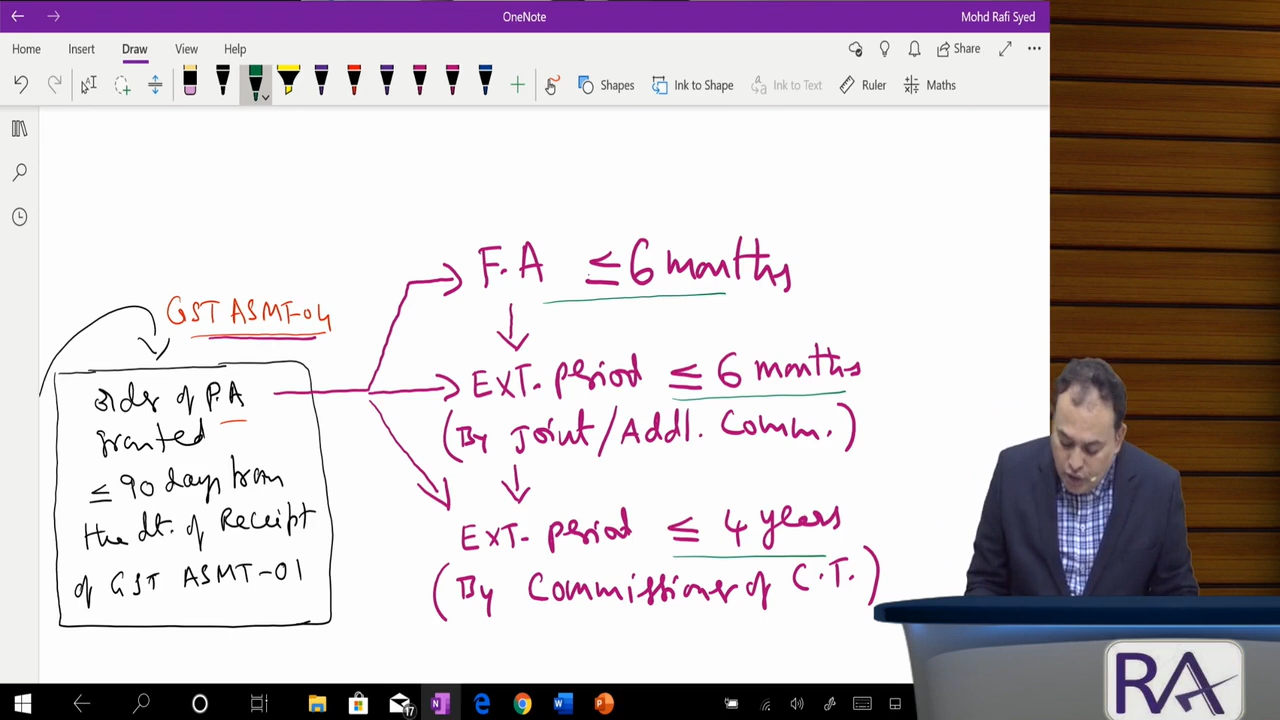 OneNote
Mohd Rafi Syed
Home Insert Draw View Help
Share
Shapes Ink to Shape Ink to Text Ruler Maths
F.A ≤ 6 months
GST ASMT-04
EXT. period ≤ 6 months
(By Joint/Addl. Comm.)
order of P.A
granted
≤ 90 days from
the dt. of Receipt
of GST ASMT-01
EXT. period ≤ 4 years
(By Commissioner of C.T.)
RA
17